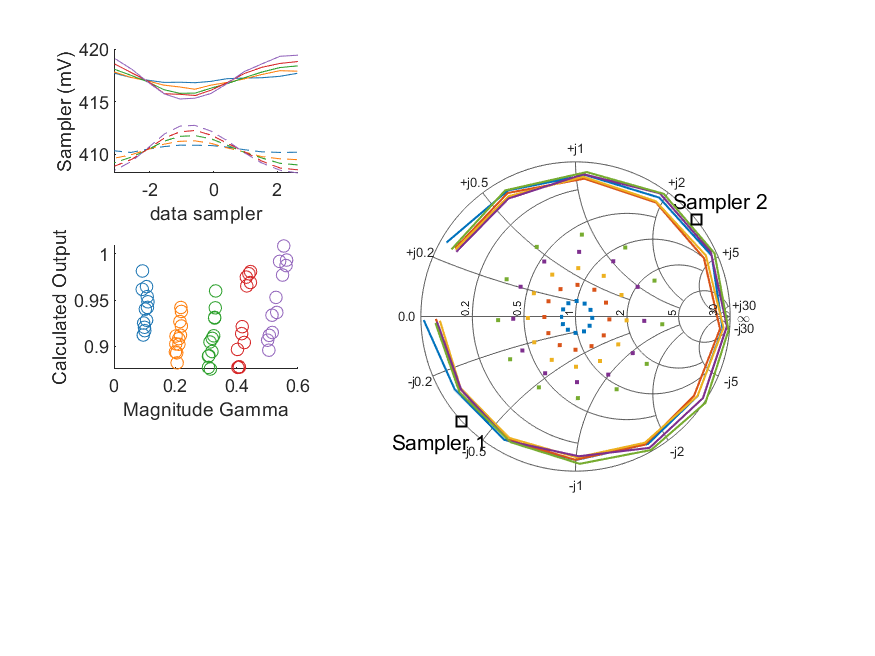 420
415
410
Sampler (mV)
-2 0 2
data sampler
1
0.95
0.9
Calculated Output
0 0.2 0.4 0.6
Magnitude Gamma
+j1
+j0.5
+j2
Sampler 2
+j0.2
+j5
0.0
0.2
0.5
1
2
5
30
+j30
∞
-j30
-j0.2
-j5
Sampler 1
-j0.5
-j2
-j1